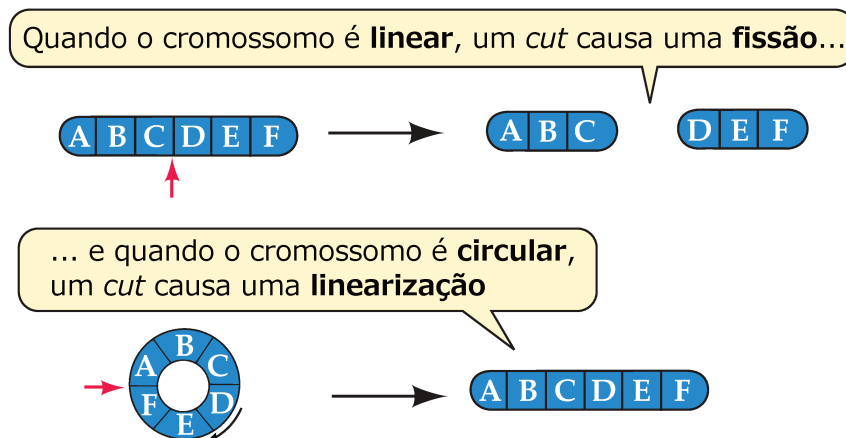 Quando o cromossomo é linear, um cut causa uma fissão...
A B C D E F
A B C
D E F
... e quando o cromossomo é circular,
um cut causa uma linearização
A B C D E F
A B C D E F